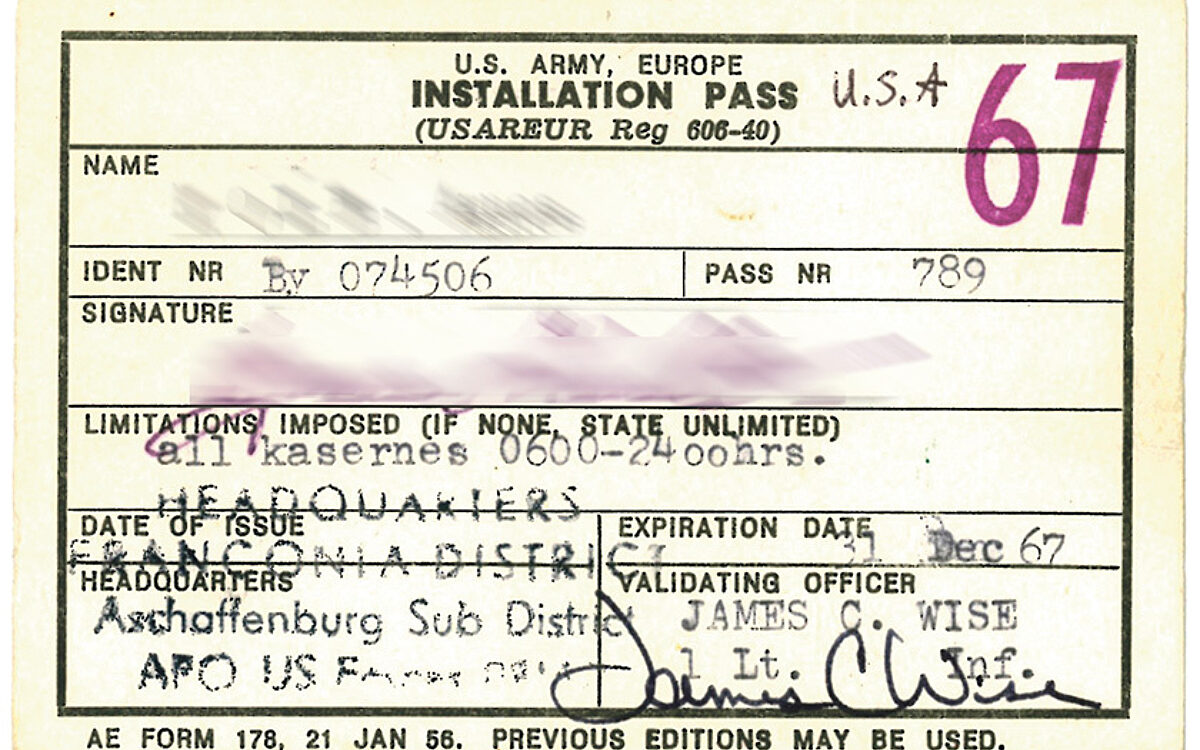 U.S. ARMY, EUROPE
INSTALLATION PASS U.S.A 67
(USAREUR Reg 606-40)
NAME
IDENT NR By 074506 PASS NR 789
SIGNATURE
LIMITATIONS IMPOSED (IF NONE, STATE UNLIMITED)
all kasernes 0600-2400hrs.
HEADQUARTERS
DATE OF ISSUE EXPIRATION DATE 31 Dec 67
FRANCONIA DISTRICT
HEADQUARTERS VALIDATING OFFICER
Aschaffenburg Sub District JAMES C. WISE
APO US 1 Lt. Inf.
James C Wise
AE FORM 178, 21 JAN 56. PREVIOUS EDITIONS MAY BE USED.